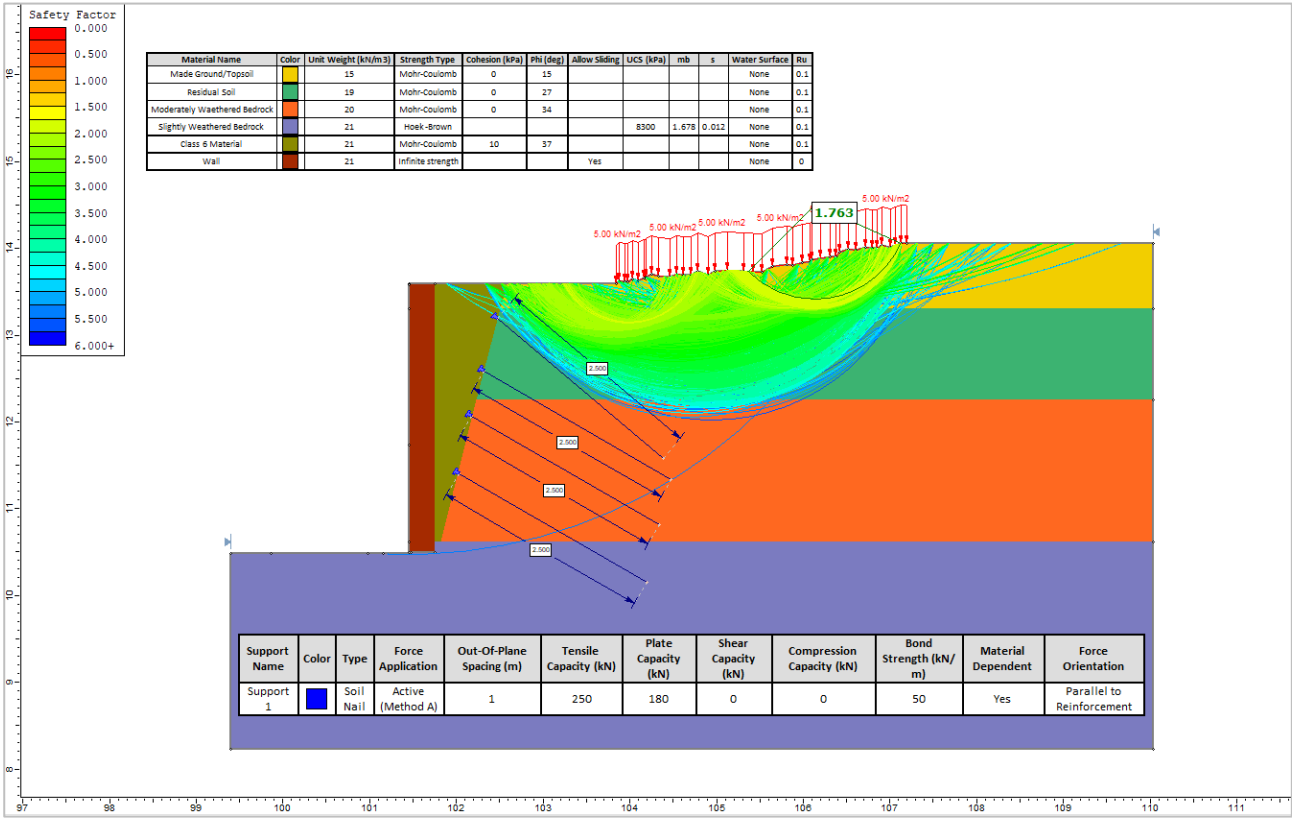 Safety Factor
0.000
0.500
1.000
1.500
2.000
2.500
3.000
3.500
4.000
4.500
5.000
5.500
6.000+
Material Name Color Unit Weight (kN/m3) Strength Type Cohesion (kPa) Phi (deg) Allow Sliding UCS (kPa) mb s Water Surface Ru
Made Ground/Topsoil 15 Mohr-Coulomb 0 15 None 0.1
Residual Soil 19 Mohr-Coulomb 0 27 None 0.1
Moderately Waethered Bedrock 20 Mohr-Coulomb 0 34 None 0.1
Slightly Weathered Bedrock 21 Hoek-Brown 8300 1.678 0.012 None 0.1
Class 6 Material 21 Mohr-Coulomb 10 37 None 0.1
Wall 21 Infinite strength Yes None 0
5.00 kN/m2
5.00 kN/m2
5.00 kN/m2
5.00 kN/m2
5.00 kN/m2
1.763
2.500
2.500
2.500
2.500
Support Name Color Type Force Application Out-Of-Plane Spacing (m) Tensile Capacity (kN) Plate Capacity (kN) Shear Capacity (kN) Compression Capacity (kN) Bond Strength (kN/m) Material Dependent Force Orientation
Support 1 Soil Nail Active (Method A) 1 250 180 0 0 50 Yes Parallel to Reinforcement
16
15
14
13
12
11
10
9
8
97 98 99 100 101 102 103 104 105 106 107 108 109 110 111